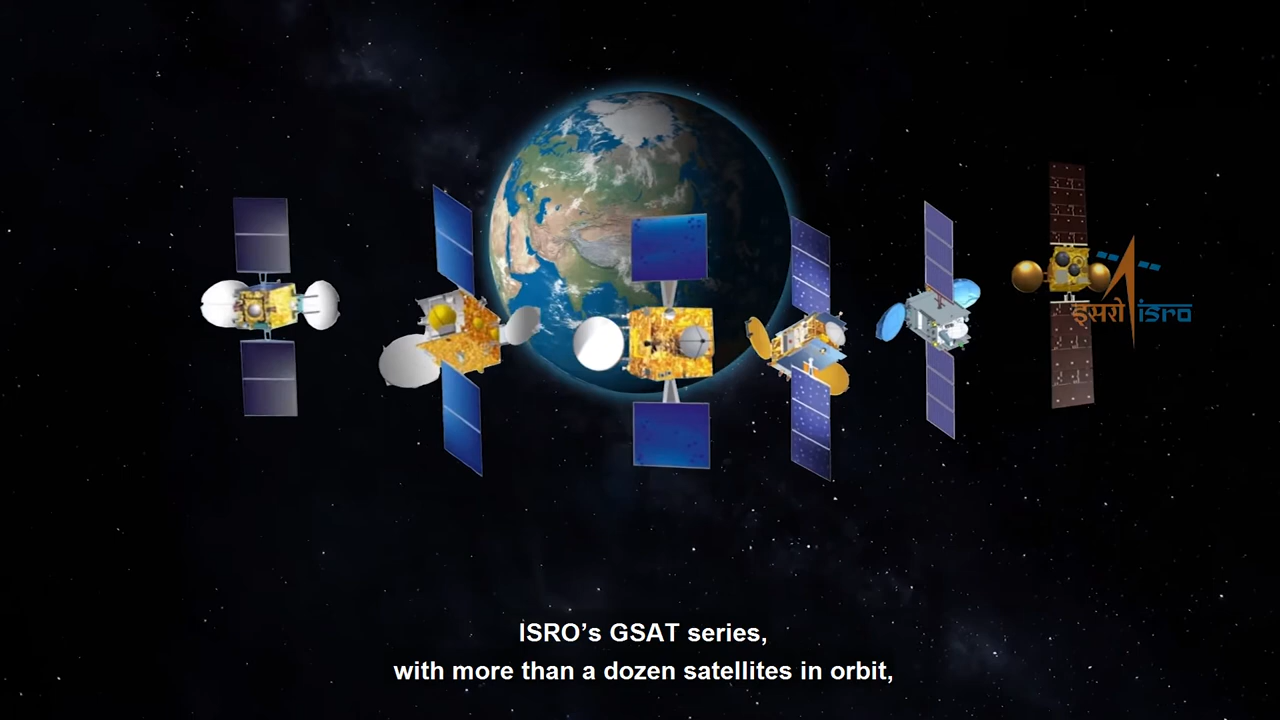 इसरो isro
ISRO’s GSAT series,
with more than a dozen satellites in orbit,